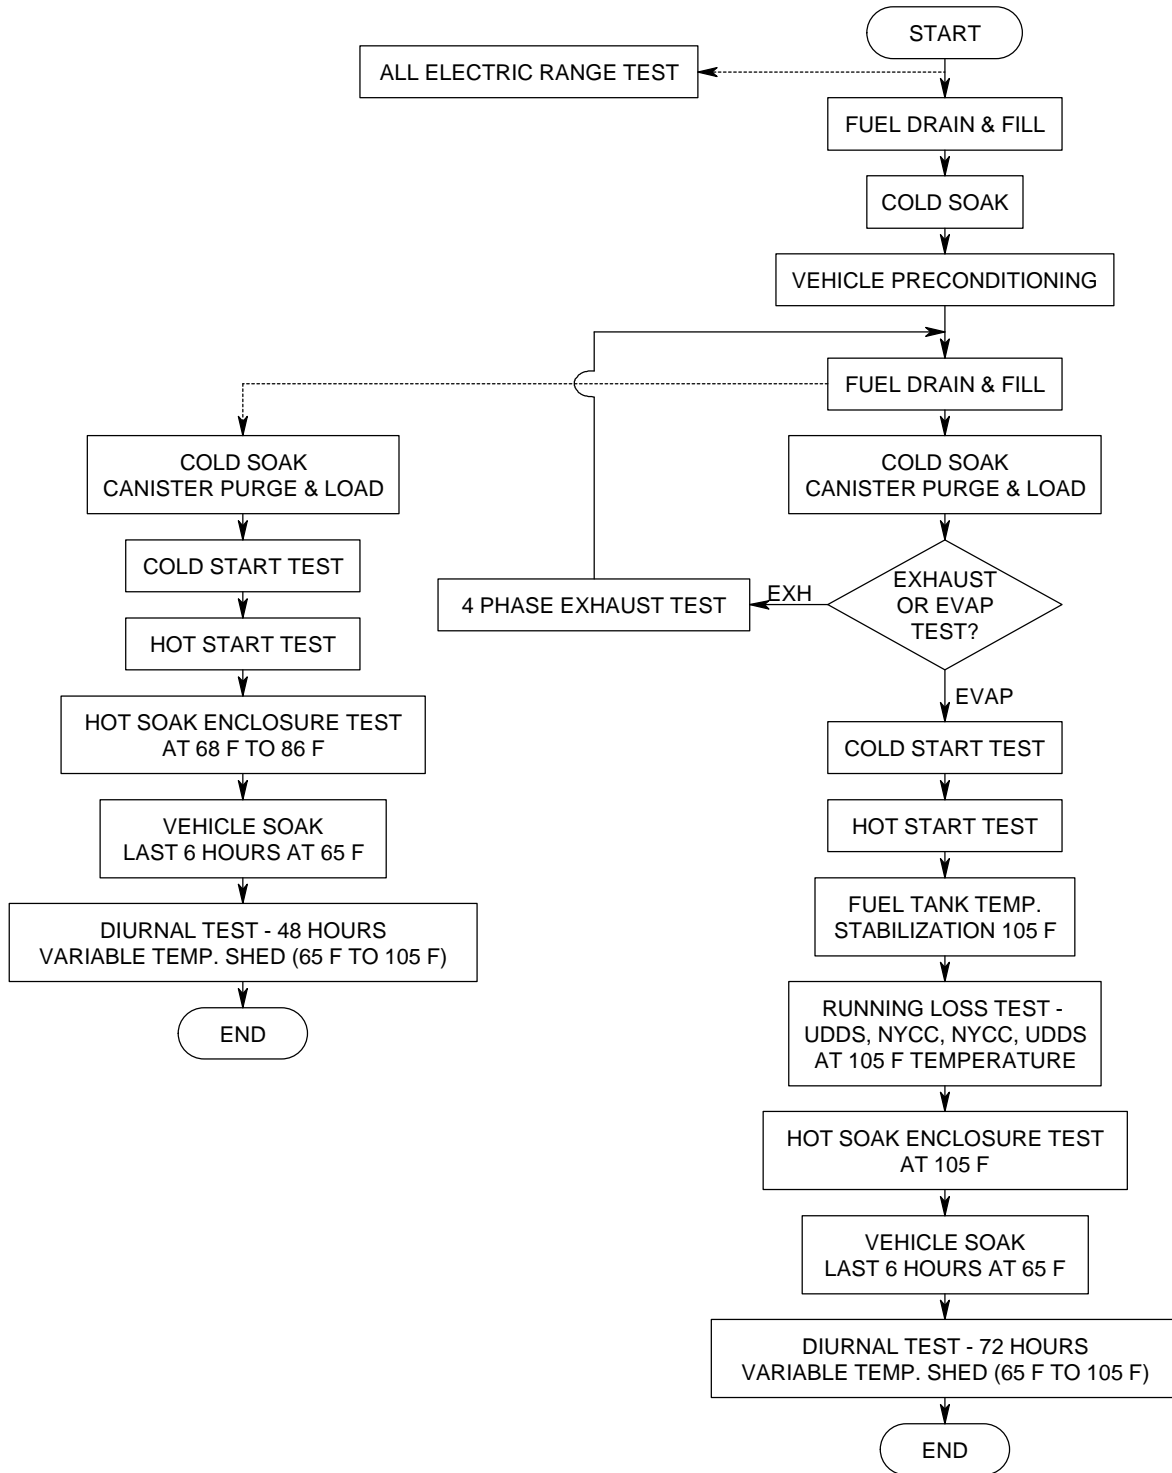 START
ALL ELECTRIC RANGE TEST
FUEL DRAIN & FILL
COLD SOAK
VEHICLE PRECONDITIONING
FUEL DRAIN & FILL
COLD SOAK
CANISTER PURGE & LOAD
COLD SOAK
CANISTER PURGE & LOAD
COLD START TEST
HOT START TEST
HOT SOAK ENCLOSURE TEST
AT 68 F TO 86 F
VEHICLE SOAK
LAST 6 HOURS AT 65 F
DIURNAL TEST - 48 HOURS
VARIABLE TEMP. SHED (65 F TO 105 F)
END
EXHAUST
OR EVAP
TEST?
EXH
4 PHASE EXHAUST TEST
EVAP
COLD START TEST
HOT START TEST
FUEL TANK TEMP.
STABILIZATION 105 F
RUNNING LOSS TEST -
UDDS, NYCC, NYCC, UDDS
AT 105 F TEMPERATURE
HOT SOAK ENCLOSURE TEST
AT 105 F
VEHICLE SOAK
LAST 6 HOURS AT 65 F
DIURNAL TEST - 72 HOURS
VARIABLE TEMP. SHED (65 F TO 105 F)
END